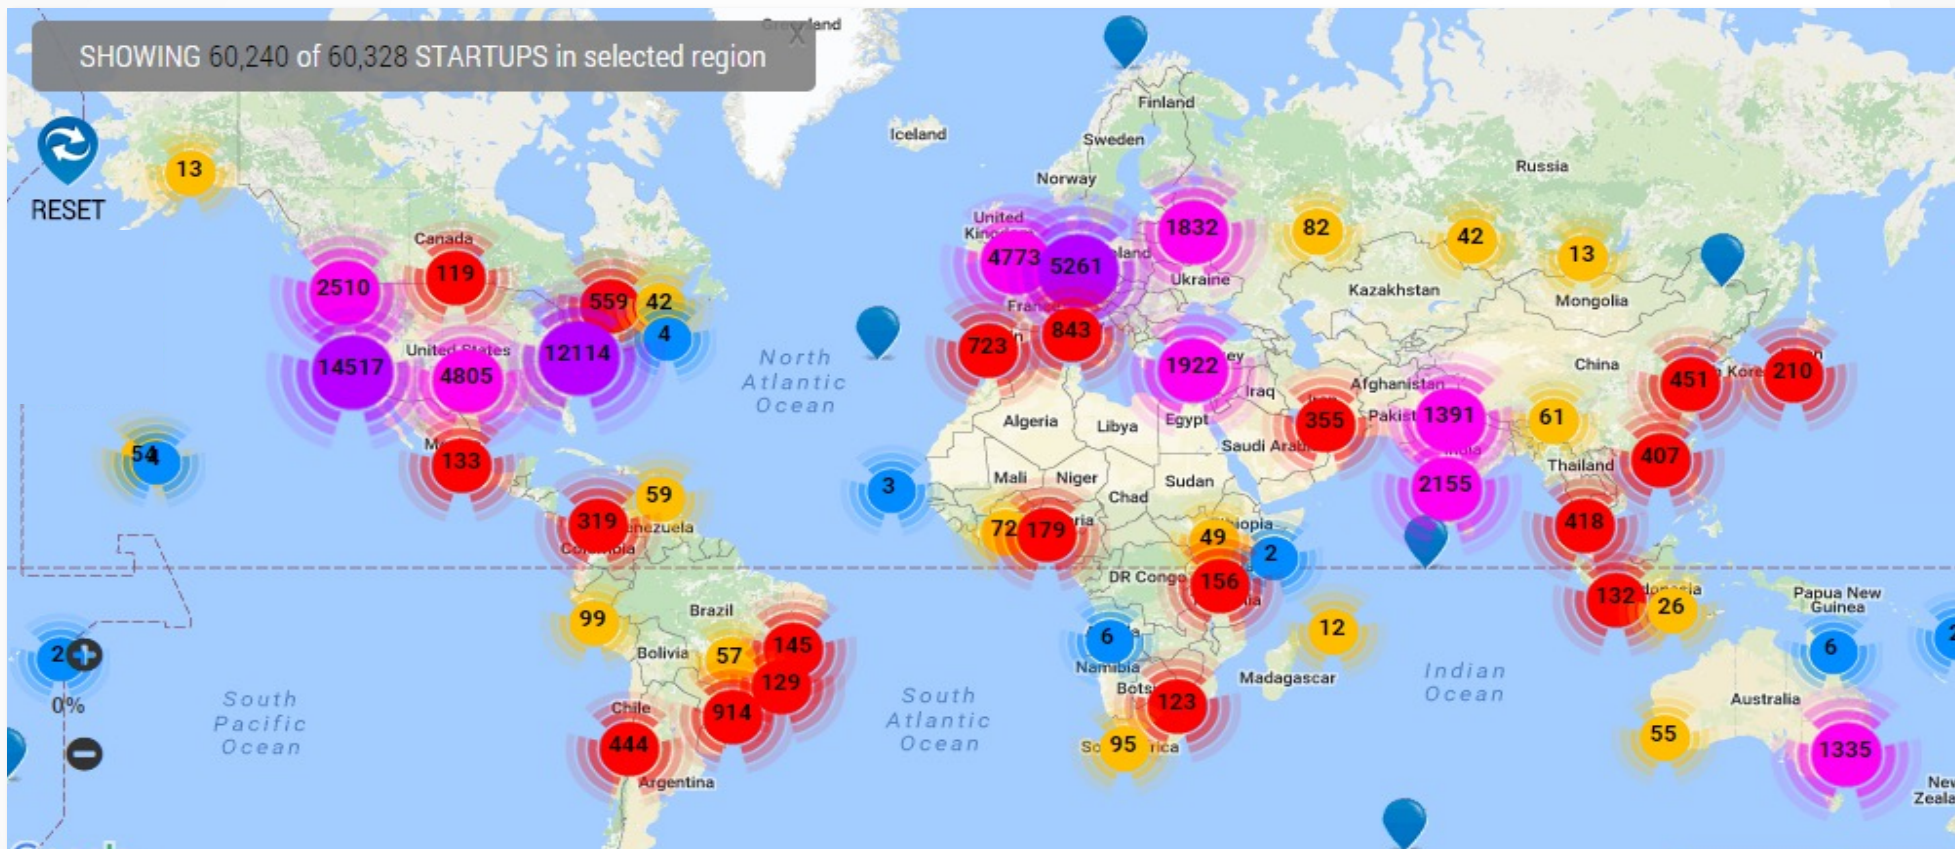 Greenland
X
SHOWING 60,240 of 60,328 STARTUPS in selected region
Finland
Iceland
Sweden
13
Russia
Norway
RESET
United
1832
82
42
Canada
4773
5261
13
119
Ukraine
2510
559
42
Kazakhstan
Mongolia
4
843
723
12114
United States
North
Atlantic
Ocean
14517
4805
1922
China
451
210
Iraq
Afghanistan
355
1391
61
Algeria
Libya
Egypt
133
54
4
407
Thailand
Mali
Niger
Sudan
Chad
3
59
2155
319
72
179
49
418
2
DR Congo
156
132
26
Papua New
Guinea
99
Brazil
12
6
145
57
Bolivia
6
2
129
Namibia
Madagascar
Indian
Ocean
Australia
South
Pacific
Ocean
0%
South
Atlantic
Ocean
Chile
914
123
444
95
55
1335
Argentina
New